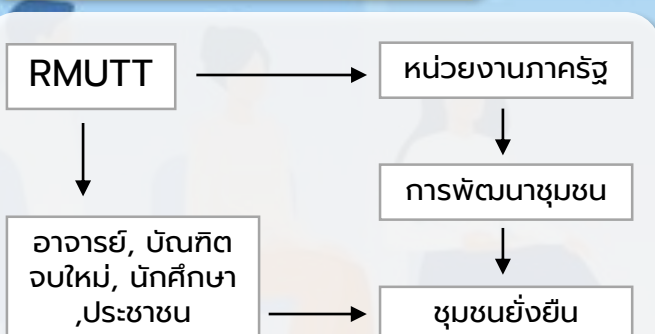 RMUTT
หน่วยงานภาครัฐ
การพัฒนาชุมชน
อาจารย์, บัณฑิต
จบใหม่, นักศึกษา
,ประชาชน
ชุมชนยั่งยืน